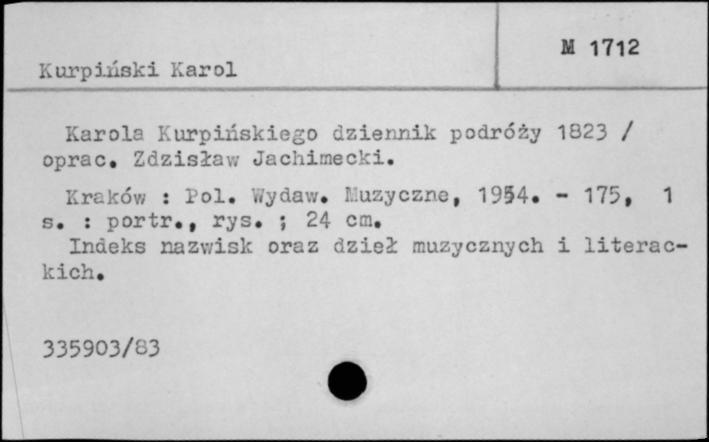 M 1712
Kurpiński Karol
Karola Kurpińskiego dziennik podróży 1823 /
oprac. Zdzisław Jachimecki.
Kraków : Pol. Wydaw. Muzyczne, 1954. - 175, 1
s. : portr., rys. ; 24 cm.
Indeks nazwisk oraz dzieł muzycznych i literac-
kich.
335903/83